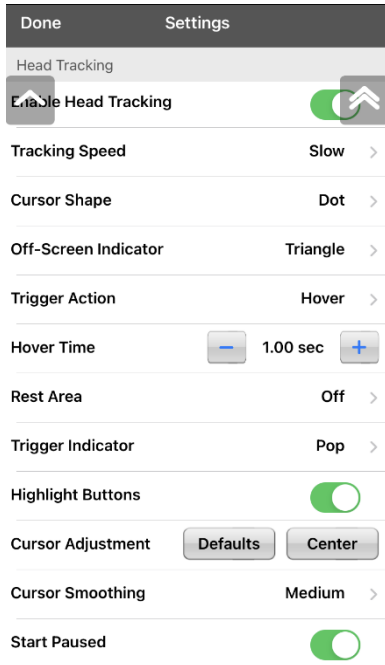 Done Settings
Head Tracking
Enable Head Tracking
Tracking Speed Slow
Cursor Shape Dot
Off-Screen Indicator Triangle
Trigger Action Hover
Hover Time − 1.00 sec +
Rest Area Off
Trigger Indicator Pop
Highlight Buttons
Cursor Adjustment Defaults Center
Cursor Smoothing Medium
Start Paused